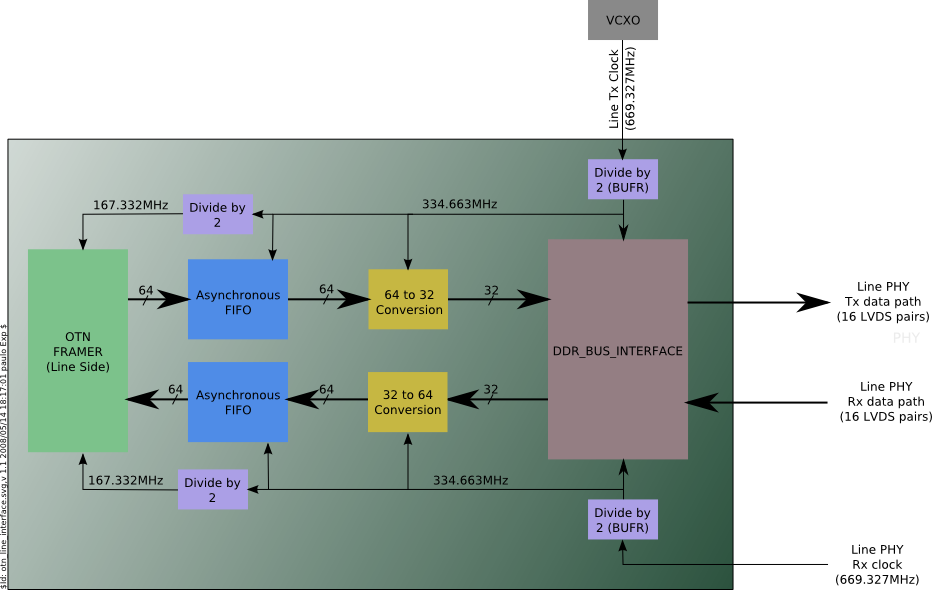 VCXO
Line Tx Clock
(669.327MHz)
Divide by
2 (BUFR)
167.332MHz
Divide by
2
334.663MHz
OTN
FRAMER
(Line Side)
64
Asynchronous
FIFO
64
64 to 32
Conversion
32
DDR_BUS_INTERFACE
Line PHY
Tx data path
(16 LVDS pairs)
PHY
64
Asynchronous
FIFO
64
32 to 64
Conversion
32
Line PHY
Rx data path
(16 LVDS pairs)
167.332MHz
Divide by
2
334.663MHz
Divide by
2 (BUFR)
Line PHY
Rx clock
(669.327MHz)
$Id: otn_line_interface.svg,v 1.1 2008/05/14 18:17:01 paulo Exp $